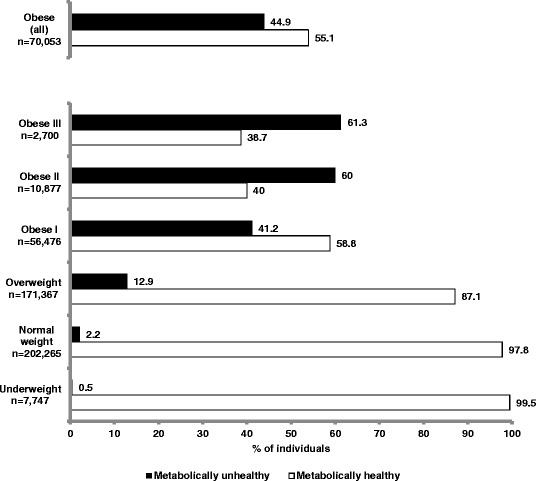 Obese
(all)
n=70,053
44.9
55.1
Obese III
n=2,700
61.3
38.7
Obese II
n=10,877
60
40
Obese I
n=56,476
41.2
58.8
Overweight
n=171,367
12.9
87.1
Normal
weight
n=202,265
2.2
97.8
Underweight
n=7,747
0.5
99.5
0 10 20 30 40 50 60 70 80 90 100
% of individuals
Metabolically unhealthy Metabolically healthy